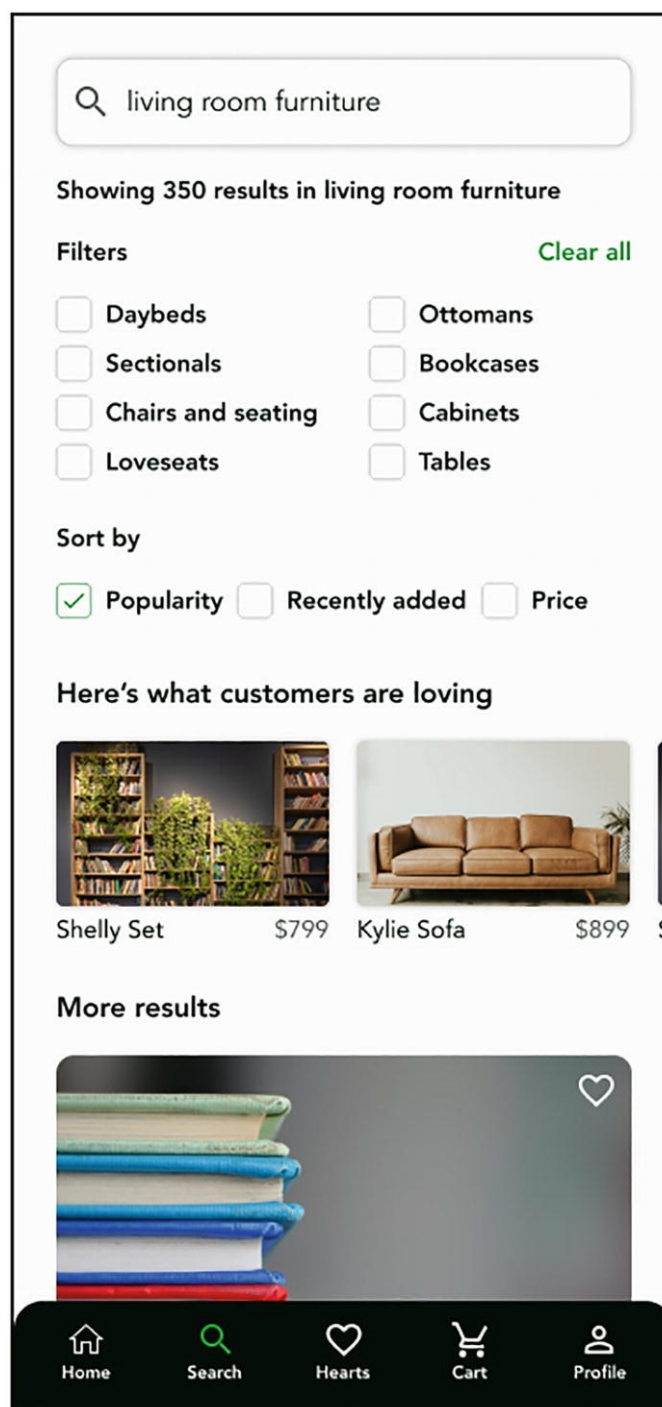 living room furniture
Showing 350 results in living room furniture
Filters Clear all
Daybeds Ottomans
Sectionals Bookcases
Chairs and seating Cabinets
Loveseats Tables
Sort by
Popularity Recently added Price
Here's what customers are loving
Shelly Set $799 Kylie Sofa $899
More results
Home Search Hearts Cart Profile